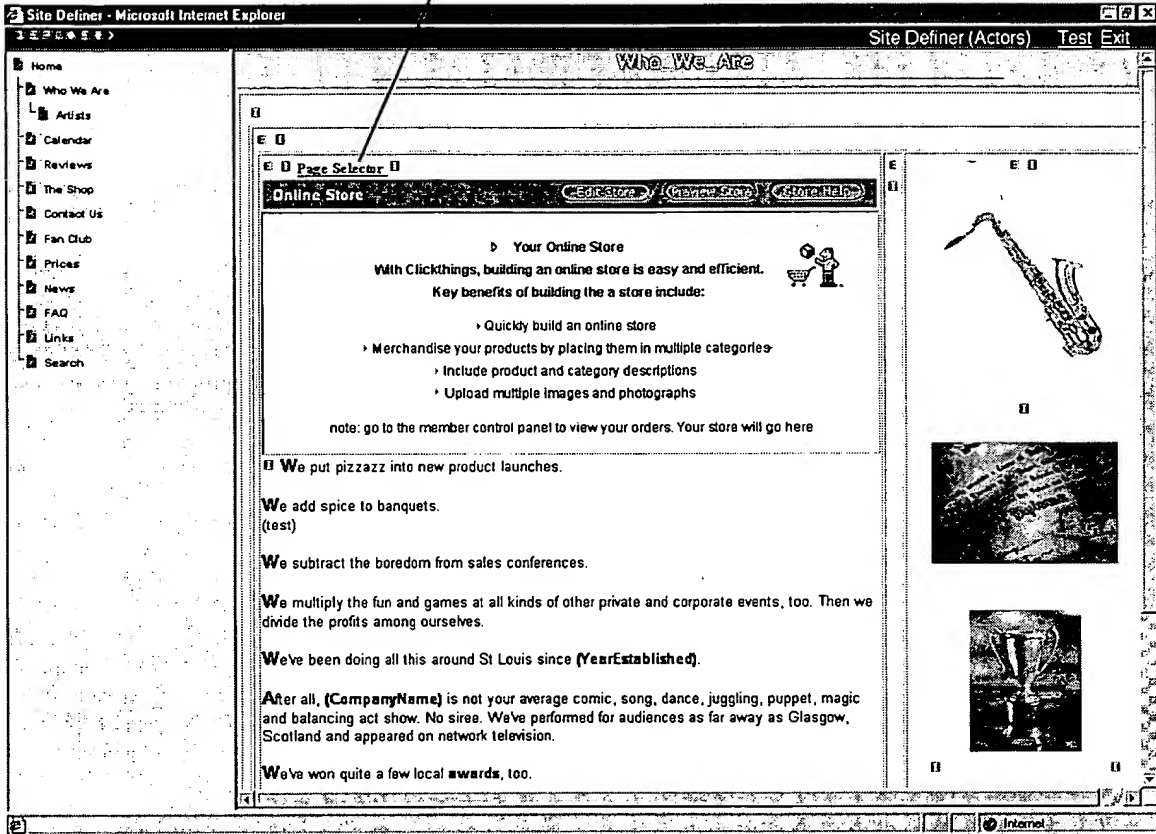 Site Definer - Microsoft Internet Explorer
Site Definer (Actors) Test Exit
Home
Who We Are
Artists
Calendar
Reviews
The Shop
Contact Us
Fan Club
Prices
News
FAQ
Links
Search
Who_We_Are
I
E I
E I Page Selector I
Online Store Edit Store Preview Store Store Help
Your Online Store
With Clickthings, building an online store is easy and efficient.
Key benefits of building the a store include:
Quickly build an online store
Merchandise your products by placing them in multiple categories
Include product and category descriptions
Upload multiple images and photographs
note: go to the member control panel to view your orders. Your store will go here
I We put pizzazz into new product launches.
We add spice to banquets.
(test)
We subtract the boredom from sales conferences.
We multiply the fun and games at all kinds of other private and corporate events, too. Then we
divide the profits among ourselves.
We've been doing all this around St Louis since (YearEstablished).
After all, (CompanyName) is not your average comic, song, dance, juggling, puppet, magic
and balancing act show. No siree. We've performed for audiences as far away as Glasgow,
Scotland and appeared on network television.
We've won quite a few local awards, too.
E
I
E I
I
I I
Internet